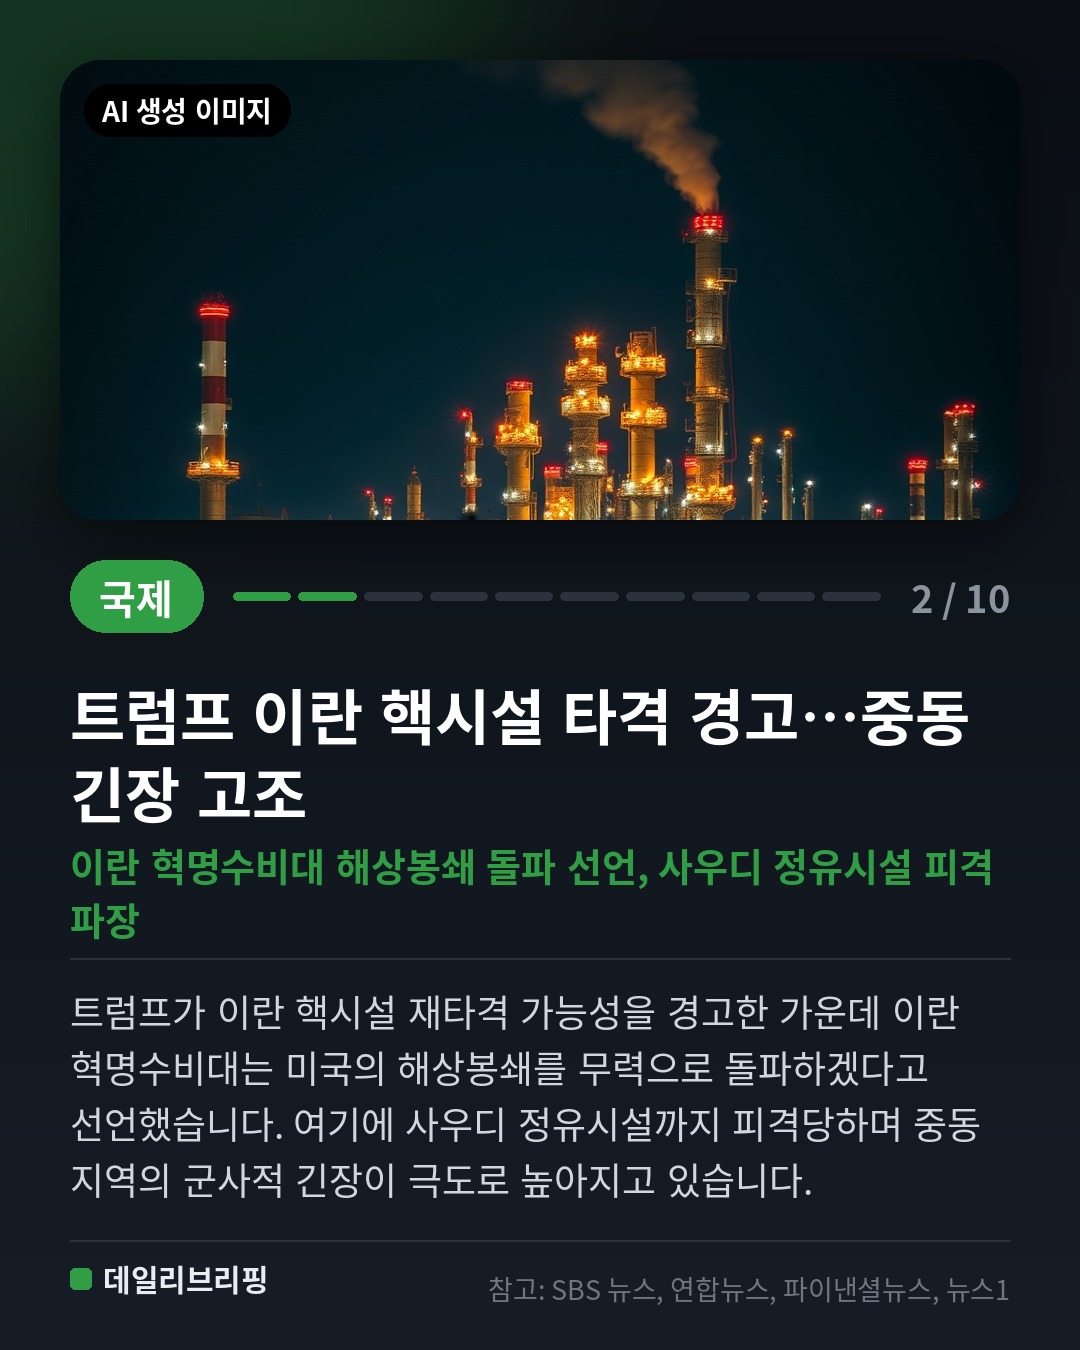 AI 생성 이미지
국제
2 / 10
트럼프 이란 핵시설 타격 경고⋯중동
긴장 고조
이란 혁명수비대 해상봉쇄 돌파 선언, 사우디 정유시설 피격
파장
트럼프가 이란 핵시설 재타격 가능성을 경고한 가운데 이란
혁명수비대는 미국의 해상봉쇄를 무력으로 돌파하겠다고
선언했습니다. 여기에 사우디 정유시설까지 피격당하며 중동
지역의 군사적 긴장이 극도로 높아지고 있습니다.
데일리브리핑
참고: SBS 뉴스, 연합뉴스, 파이낸셜뉴스, 뉴스1